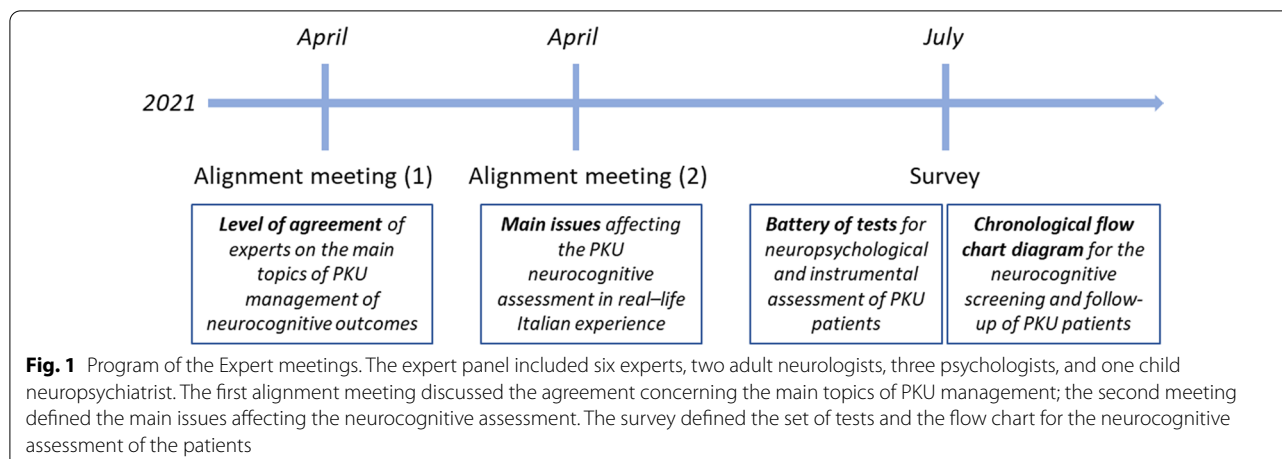 April
April
July
2021
Alignment meeting (1)
Alignment meeting (2)
Survey
Level of agreement of
experts on the main
topics of PKU
management of
neurocognitive outcomes
Main issues affecting
the PKU
neurocognitive
assessment in real–life
Italian experience
Battery of tests for
neuropsychological
and instrumental
assessment of PKU
patients
Chronological flow
chart diagram for the
neurocognitive
screening and follow-
up of PKU patients
Fig. 1 Program of the Expert meetings. The expert panel included six experts, two adult neurologists, three psychologists, and one child
neuropsychiatrist. The first alignment meeting discussed the agreement concerning the main topics of PKU management; the second meeting
defined the main issues affecting the neurocognitive assessment. The survey defined the set of tests and the flow chart for the neurocognitive
assessment of the patients